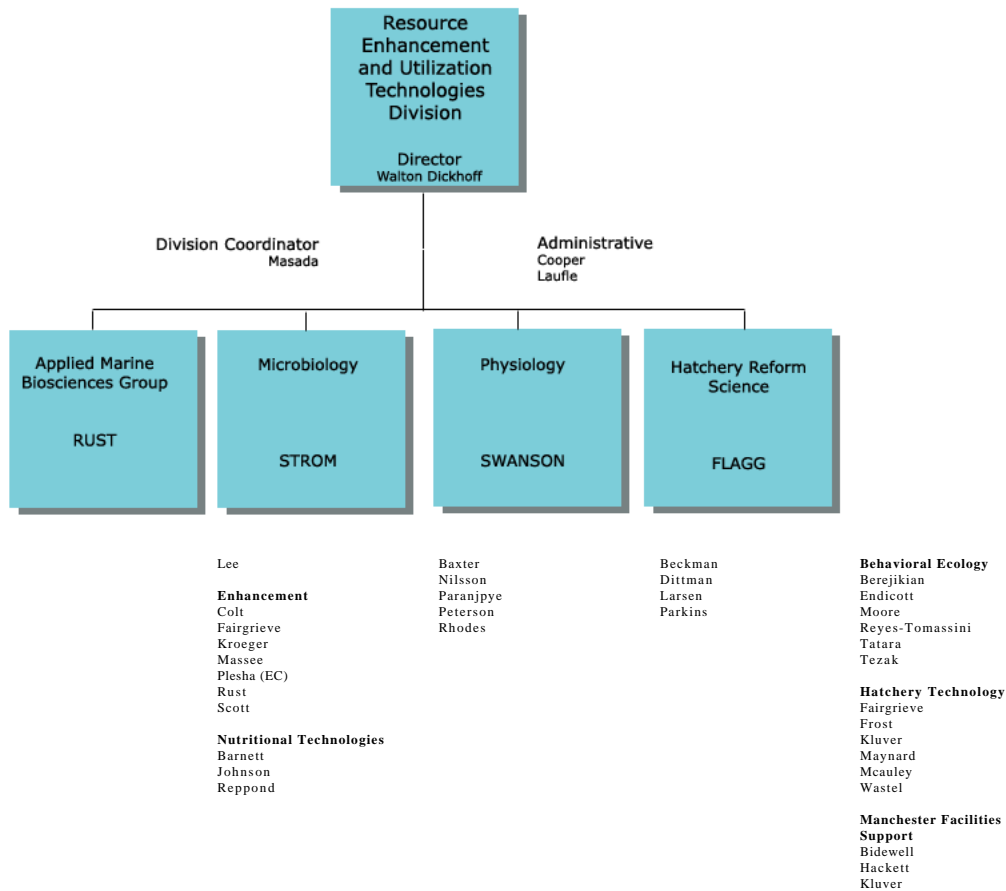 Resource
Enhancement
and Utilization
Technologies
Division
Director
Walton Dickhoff
Division Coordinator
Masada
Administrative
Cooper
Laufle
Applied Marine
Biosciences Group
RUST
Microbiology
STROM
Physiology
SWANSON
Hatchery Reform
Science
FLAGG
Lee
Enhancement
Colt
Fairgrieve
Kroeger
Massee
Plesha (EC)
Rust
Scott
Nutritional Technologies
Barnett
Johnson
Reppond
Baxter
Nilsson
Paranjpye
Peterson
Rhodes
Beckman
Dittman
Larsen
Parkins
Behavioral Ecology
Berejikian
Endicott
Moore
Reyes-Tomassini
Tatara
Tezak
Hatchery Technology
Fairgrieve
Frost
Kluver
Maynard
Mcauley
Wastel
Manchester Facilities
Support
Bidewell
Hackett
Kluver